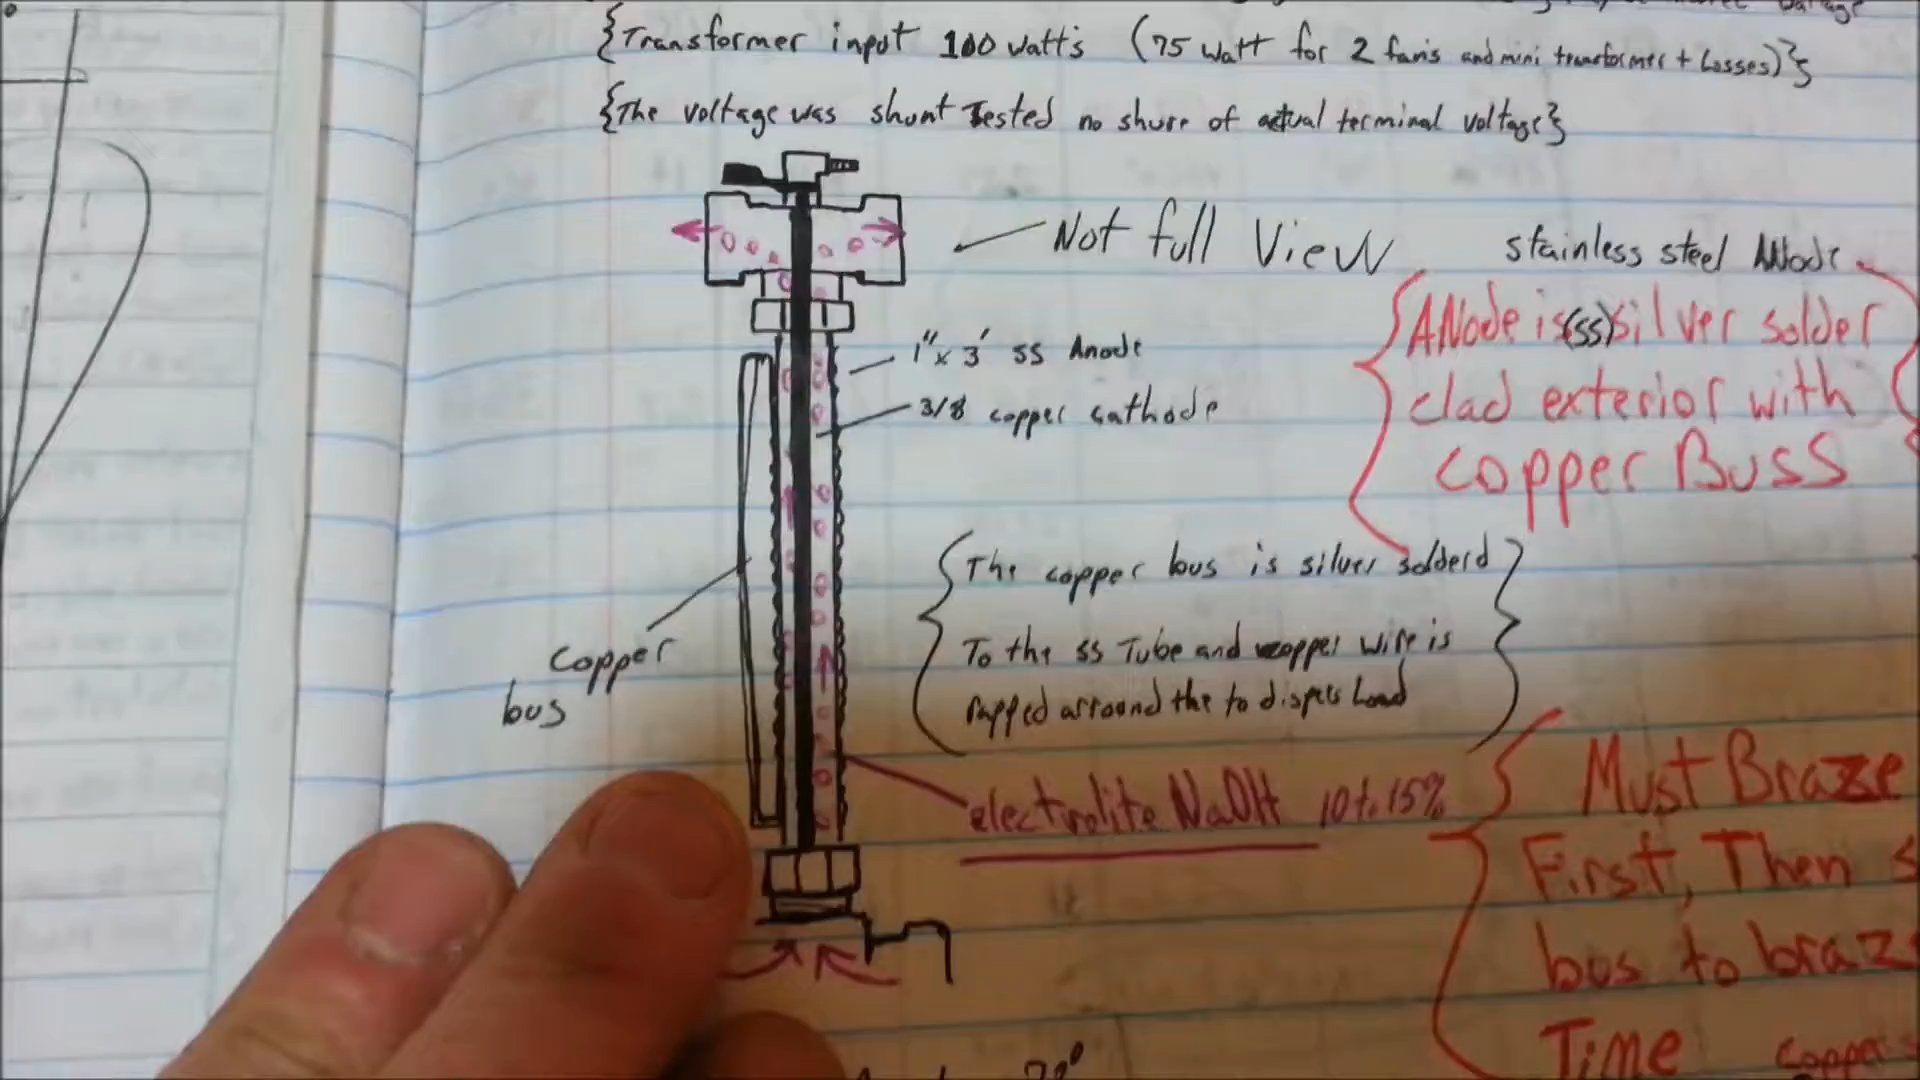 {Transformer input 100 watts (75 watt for 2 fan's and mini transformer + Losses)}
{The voltage was shunt Tested no shure of actual terminal voltage}
Not full View
stainless steel ANode
ANode is (ss) silver solder
clad exterior with
copper Buss
1" x 3' SS Anode
3/8 copper cathode
The copper bus is silver solderd
To the ss Tube and copper wire is
rapped arround the to dispers Load
copper
bus
electrolite NaOH 10 to 15%
Must Braze
First, Then
bus to braz
Time
copper